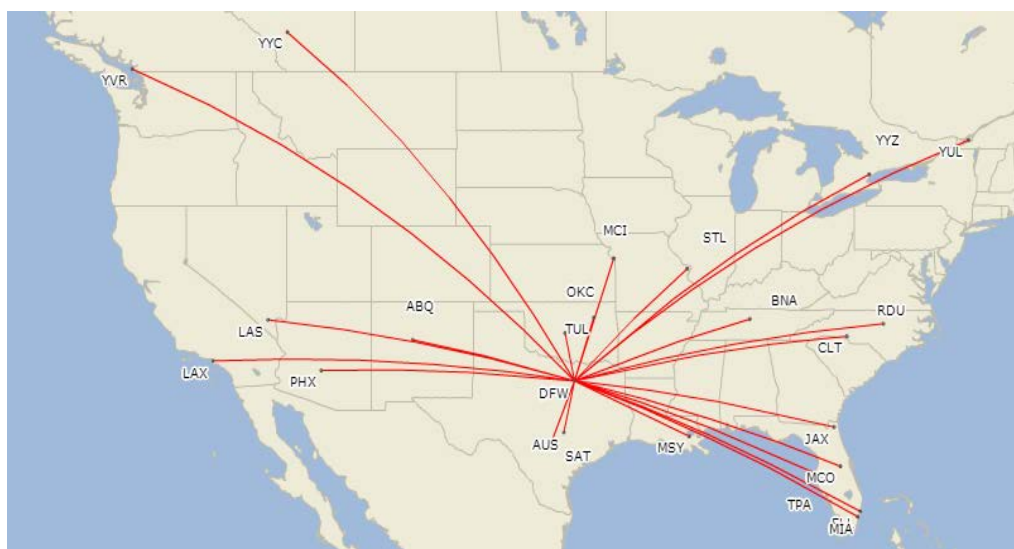 YYC
YVR
YYZ
YUL
MCI
STL
OKC
ABQ
BNA
RDU
LAS
TUL
CLT
LAX
PHX
DFW
JAX
AUS
MSY
SAT
MCO
TPA
MIA